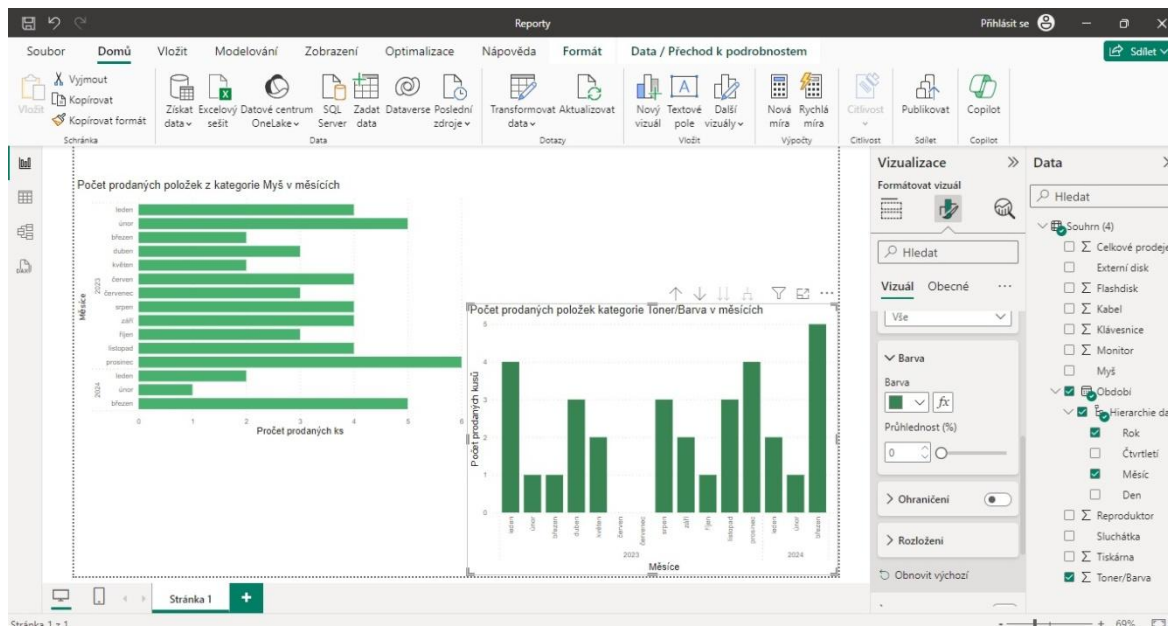 Reporty
Přihlásit se
Soubor Domů Vložit Modelování Zobrazení Optimalizace Nápověda Formát Data / Přechod k podrobnostem Sdílet
Vložit
Vyjmout
Kopírovat
Kopírovat formát
Schránka
Získat data
Excelový sešit
Datové centrum OneLake
SQL Server
Zadat data
Dataverse
Poslední zdroje
Data
Transformovat data
Aktualizovat
Dotazy
Nový vizuál
Textové pole
Další vizuály
Vložit
Nová míra
Rychlá míra
Výpočty
Citlivost
Citlivost
Publikovat
Sdílet
Copilot
Copilot
Počet prodaných položek z kategorie Myš v měsících
Měsíce
2023
leden
únor
březen
duben
květen
červen
červenec
srpen
září
říjen
listopad
prosinec
2024
leden
únor
březen
0 1 2 3 4 5 6
Pročet prodaných ks
Počet prodaných položek kategorie Toner/Barva v měsících
Počet prodaných kusů
5
4
3
2
1
0
leden únor březen duben květen červen červenec srpen září říjen listopad prosinec leden únor březen
2023 2024
Měsíce
Vizualizace
Formátovat vizuál
Hledat
Vizuál Obecné
Vše
Barva
Barva
fx
Průhlednost (%)
0
Ohraničení
Rozložení
Obnovit výchozí
Data
Hledat
Souhrn (4)
Celkové prodeje
Externí disk
Flashdisk
Kabel
Klávesnice
Monitor
Myš
Období
Hierarchie da
Rok
Čtvrtletí
Měsíc
Den
Reproduktor
Sluchátka
Tiskárna
Toner/Barva
Stránka 1
Stránka 1 z 1
69%